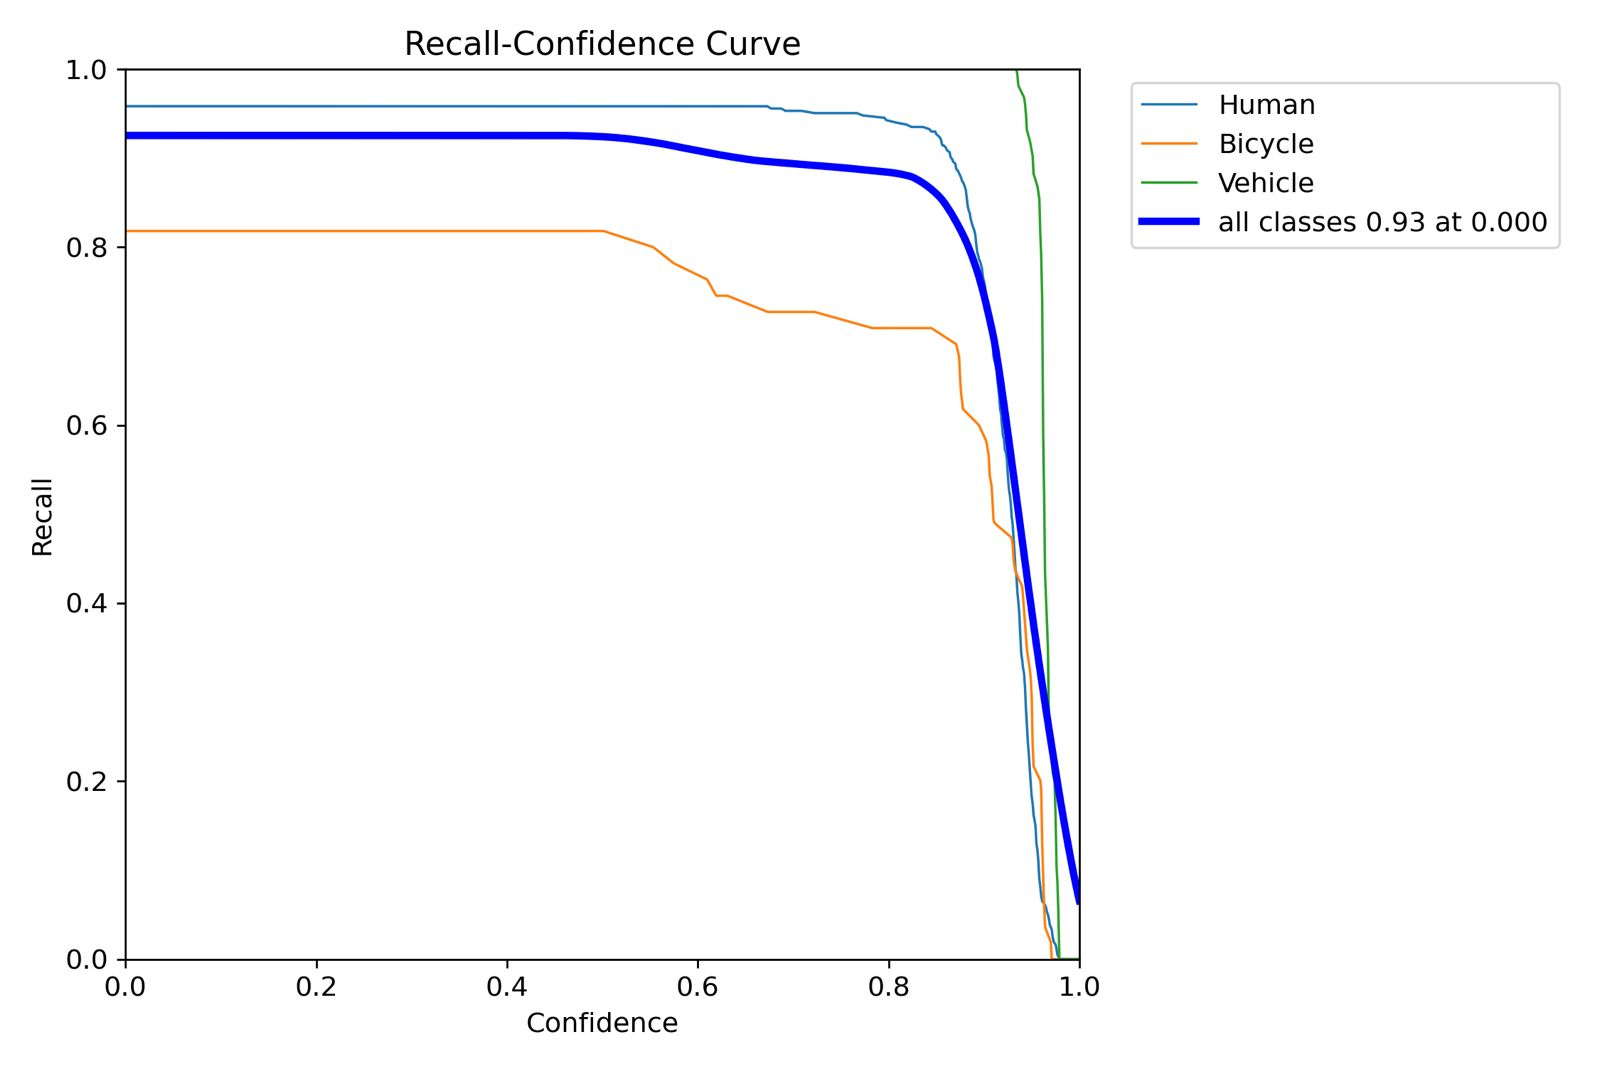 Recall-Confidence Curve
1.0
0.8
0.6
0.4
0.2
0.0
Recall
0.0 0.2 0.4 0.6 0.8 1.0
Confidence
Human
Bicycle
Vehicle
all classes 0.93 at 0.000